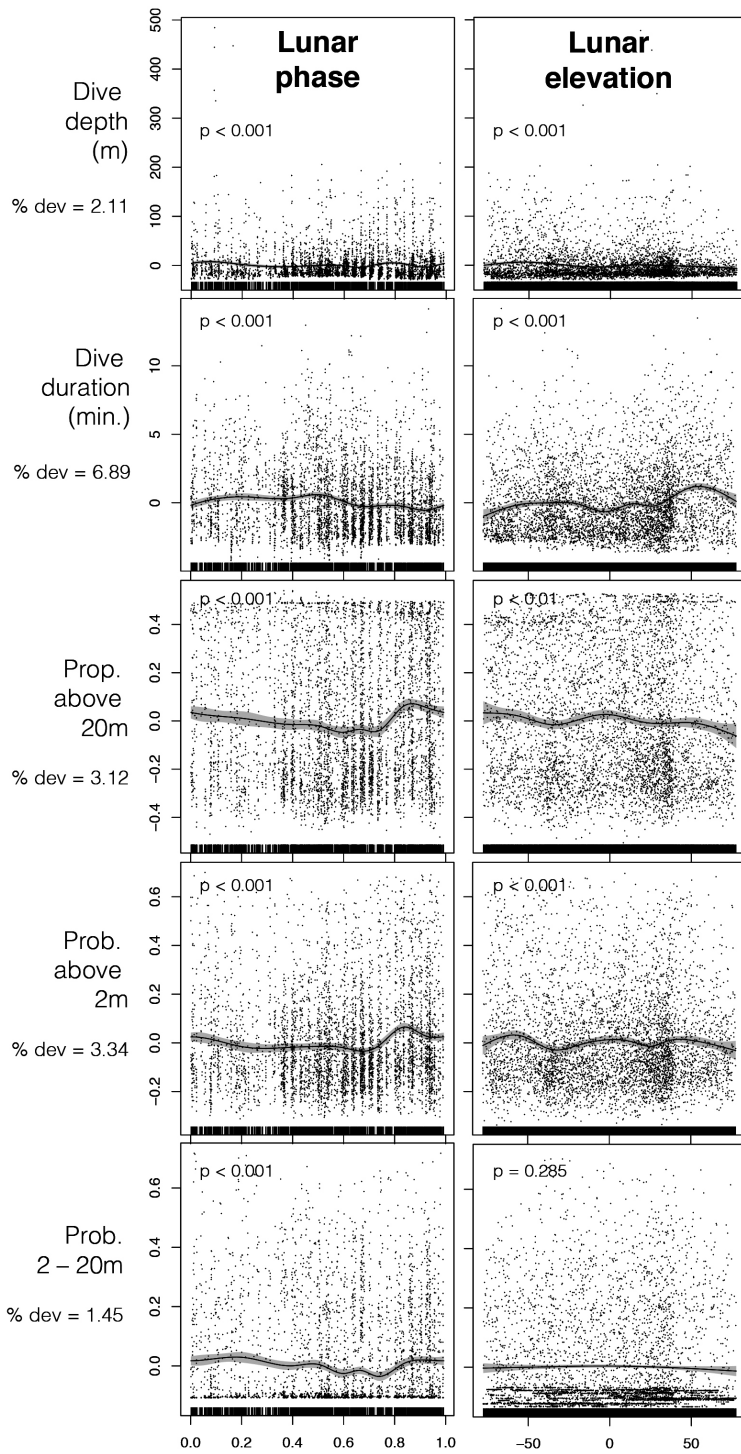 Lunar
phase
Lunar
elevation
Dive
depth
(m)
% dev = 2.11
500
400
300
200
100
0
p < 0.001
p < 0.001
Dive
duration
(min.)
% dev = 6.89
10
5
0
p < 0.001
p < 0.001
Prop.
above
20m
% dev = 3.12
0.4
0.2
0.0
−0.2
−0.4
p < 0.001
p < 0.01
Prob.
above
2m
% dev = 3.34
0.6
0.4
0.2
0.0
−0.2
p < 0.001
p < 0.001
Prob.
2 – 20m
% dev = 1.45
0.6
0.4
0.2
0.0
p < 0.001
p = 0.285
0.0 0.2 0.4 0.6 0.8 1.0
−50 0 50